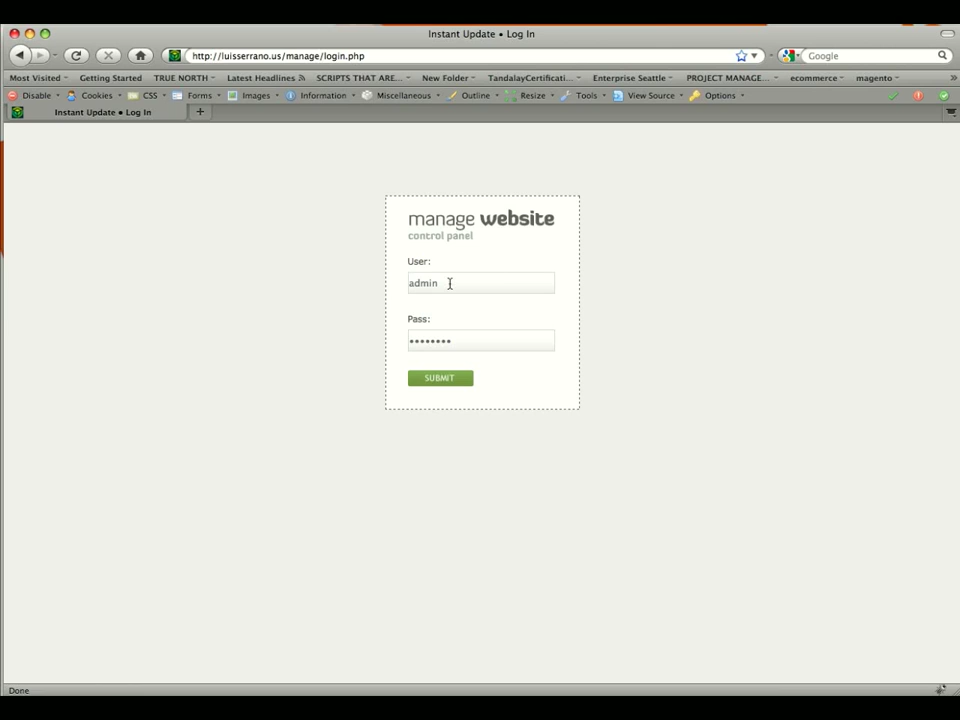 Instant Update • Log In
http://luisserrano.us/manage/login.php
Google
Most Visited Getting Started TRUE NORTH Latest Headlines SCRIPTS THAT ARE... New Folder TandalayCertificati... Enterprise Seattle PROJECT MANAGE... ecommerce magento »
Disable Cookies CSS Forms Images Information Miscellaneous Outline Resize Tools View Source Options
Instant Update • Log In
manage website
control panel
User:
admin
Pass:
••••••••
SUBMIT
Done